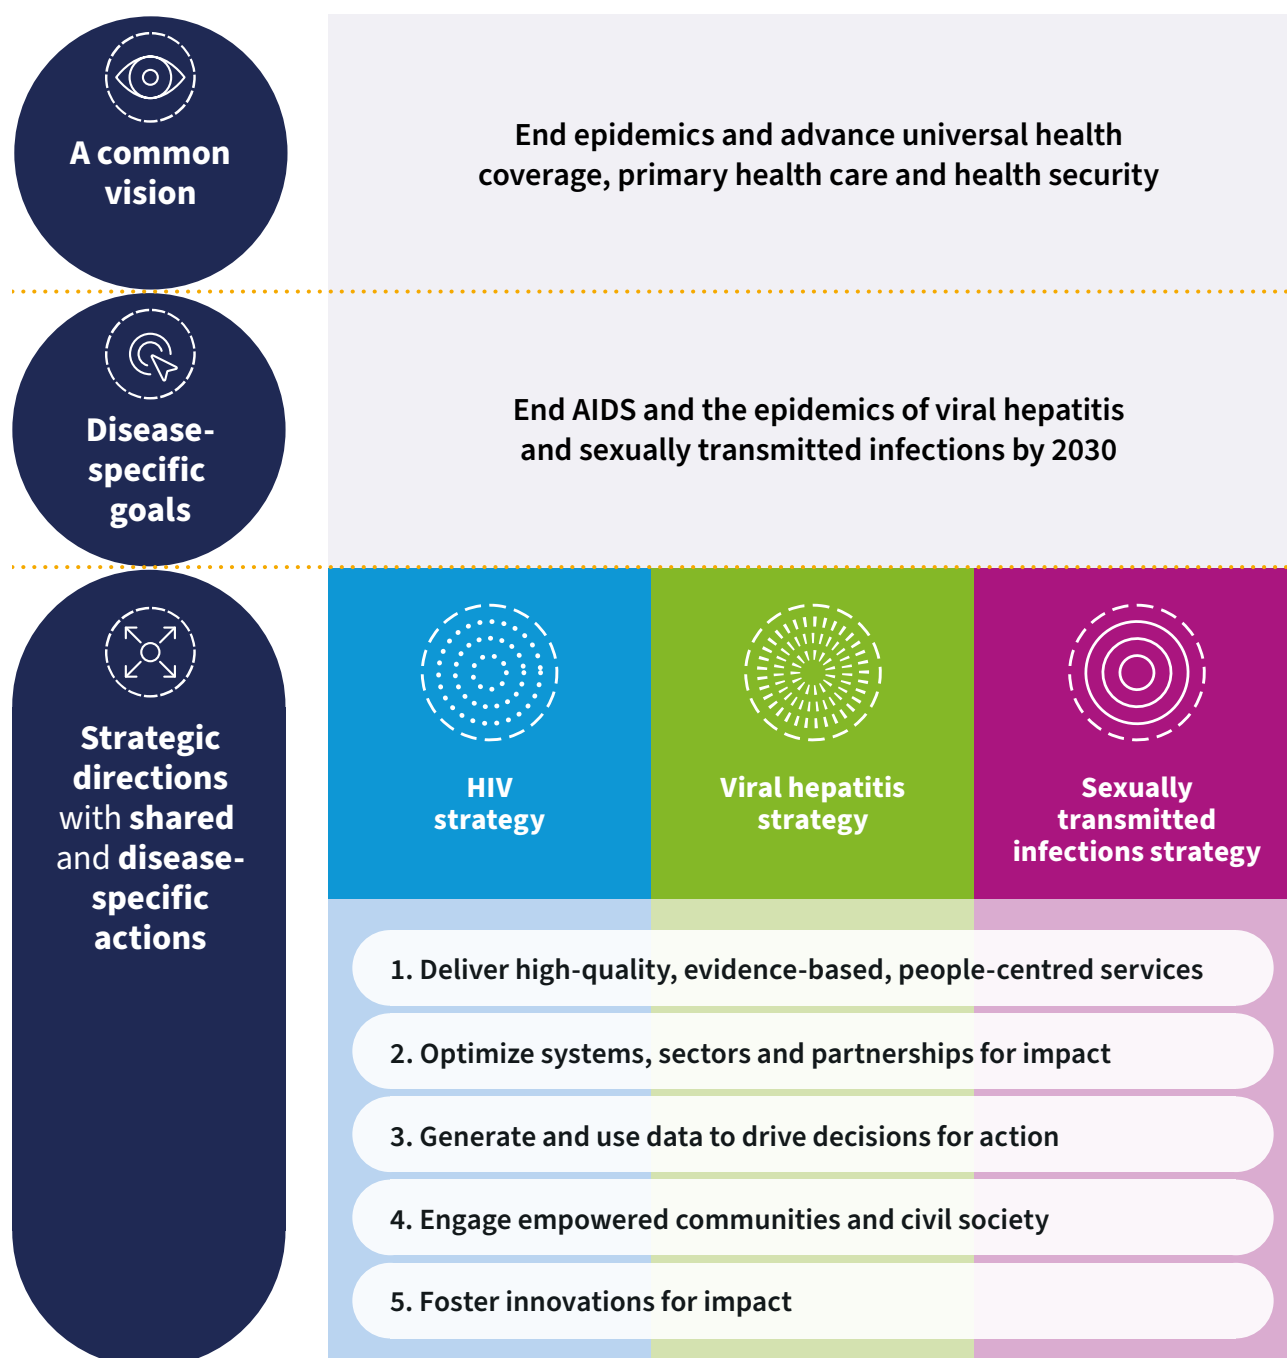 A common
vision
End epidemics and advance universal health
coverage, primary health care and health security
Disease-
specific
goals
End AIDS and the epidemics of viral hepatitis
and sexually transmitted infections by 2030
Strategic
directions
with shared
and disease-
specific
actions
HIV
strategy
Viral hepatitis
strategy
Sexually
transmitted
infections strategy
1. Deliver high-quality, evidence-based, people-centred services
2. Optimize systems, sectors and partnerships for impact
3. Generate and use data to drive decisions for action
4. Engage empowered communities and civil society
5. Foster innovations for impact